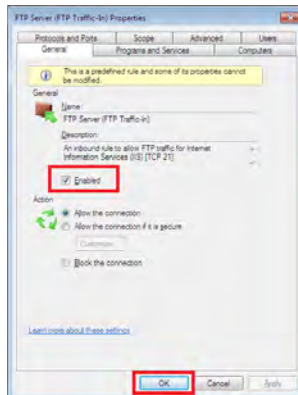 FTP Server (FTP Traffic-In) Properties
Protocols and Ports Scope Advanced Users
General Programs and Services Computers
This is a predefined rule and some of its properties cannot
be modified.
General
Name:
FTP Server (FTP Traffic-In)
Description:
An inbound rule to allow FTP traffic for Internet
Information Services (IIS) [TCP 21]
Enabled
Action
Allow the connection
Allow the connection if it is secure
Customize...
Block the connection
Learn more about these settings
OK Cancel Apply